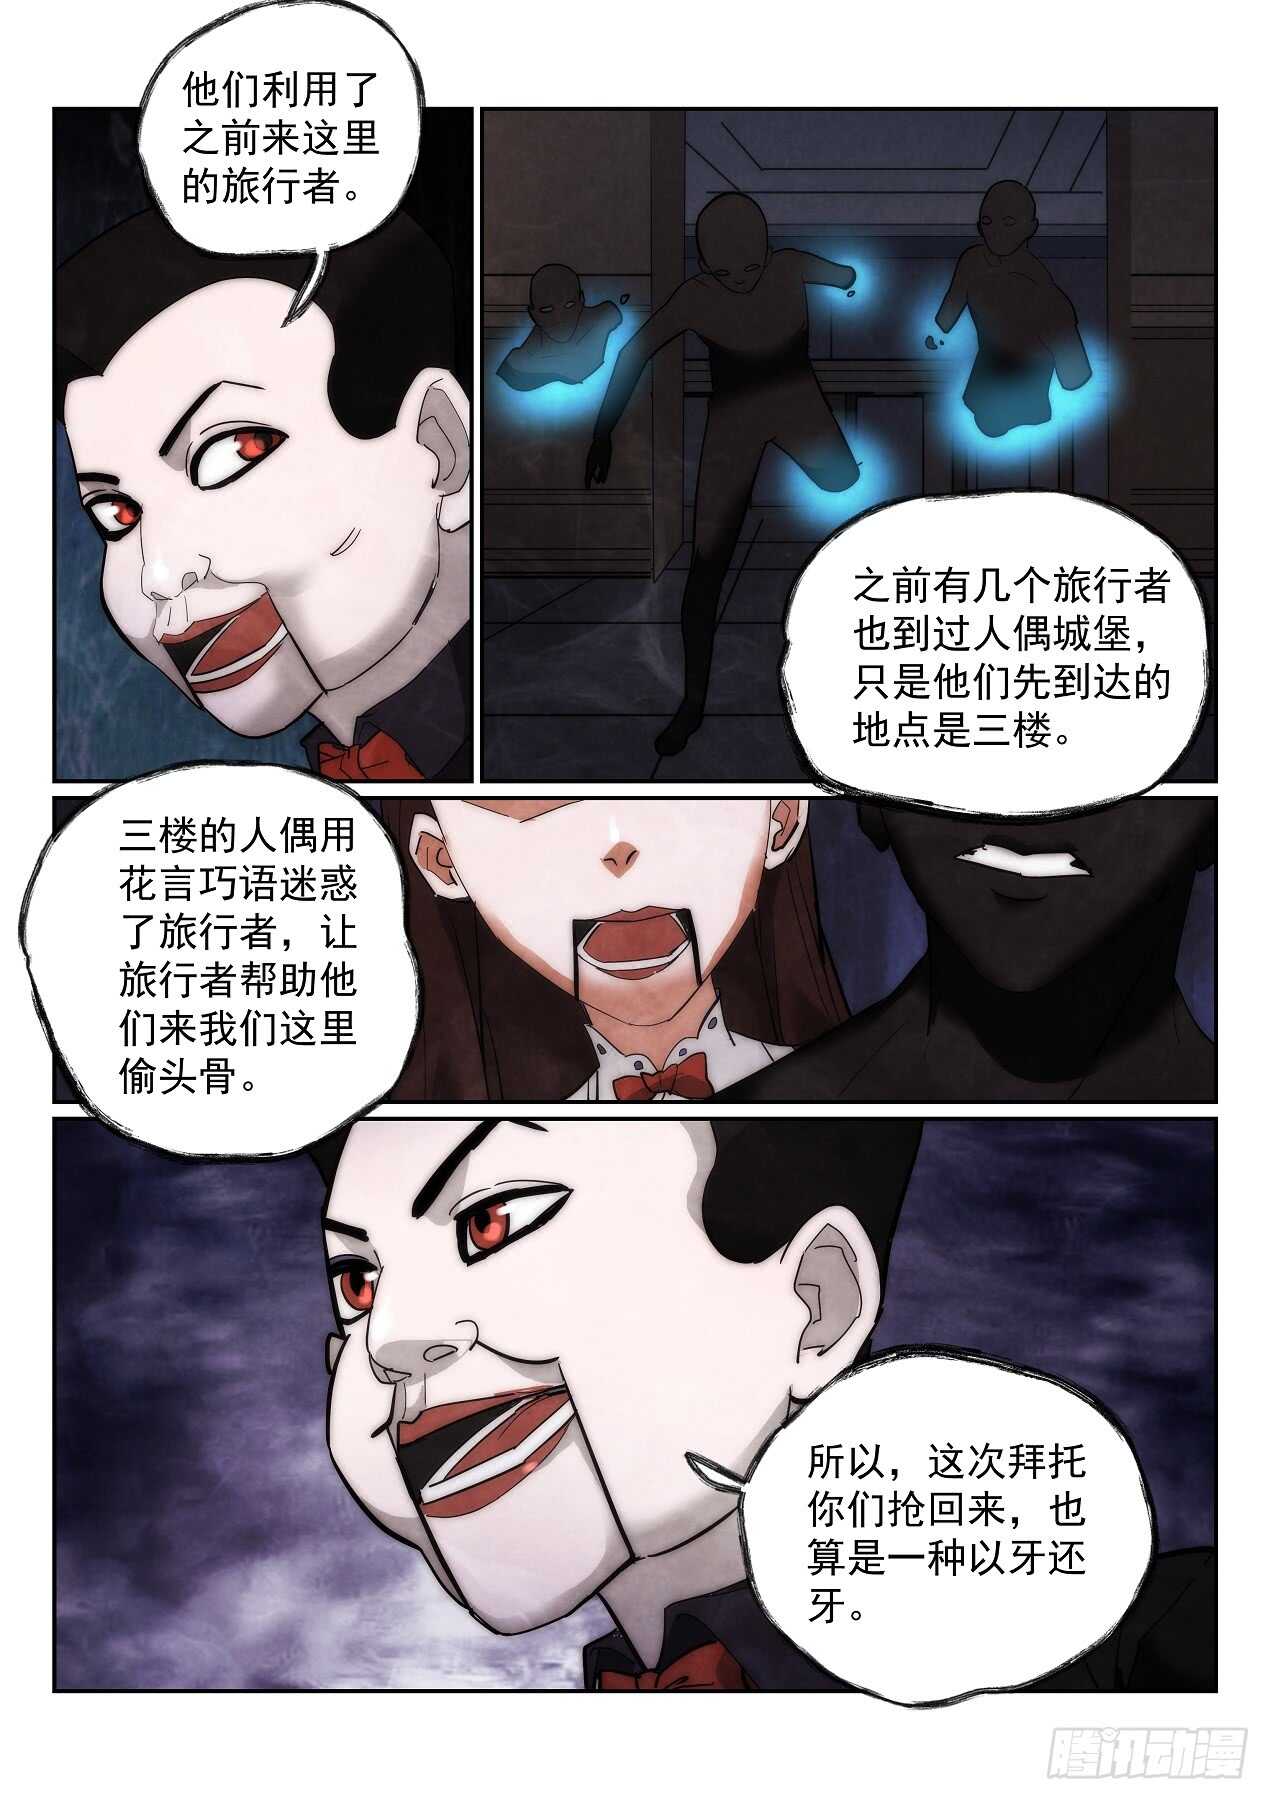 他们利用了
之前来这里
的旅行者。
之前有几个旅行者
也到过人偶城堡，
只是他们先到达的
地点是三楼。
三楼的人偶用
花言巧语迷惑
了旅行者，让
旅行者帮助他
们来我们这里
偷头骨。
所以，这次拜托
你们抢回来，也
算是一种以牙还
牙。
腾讯动漫